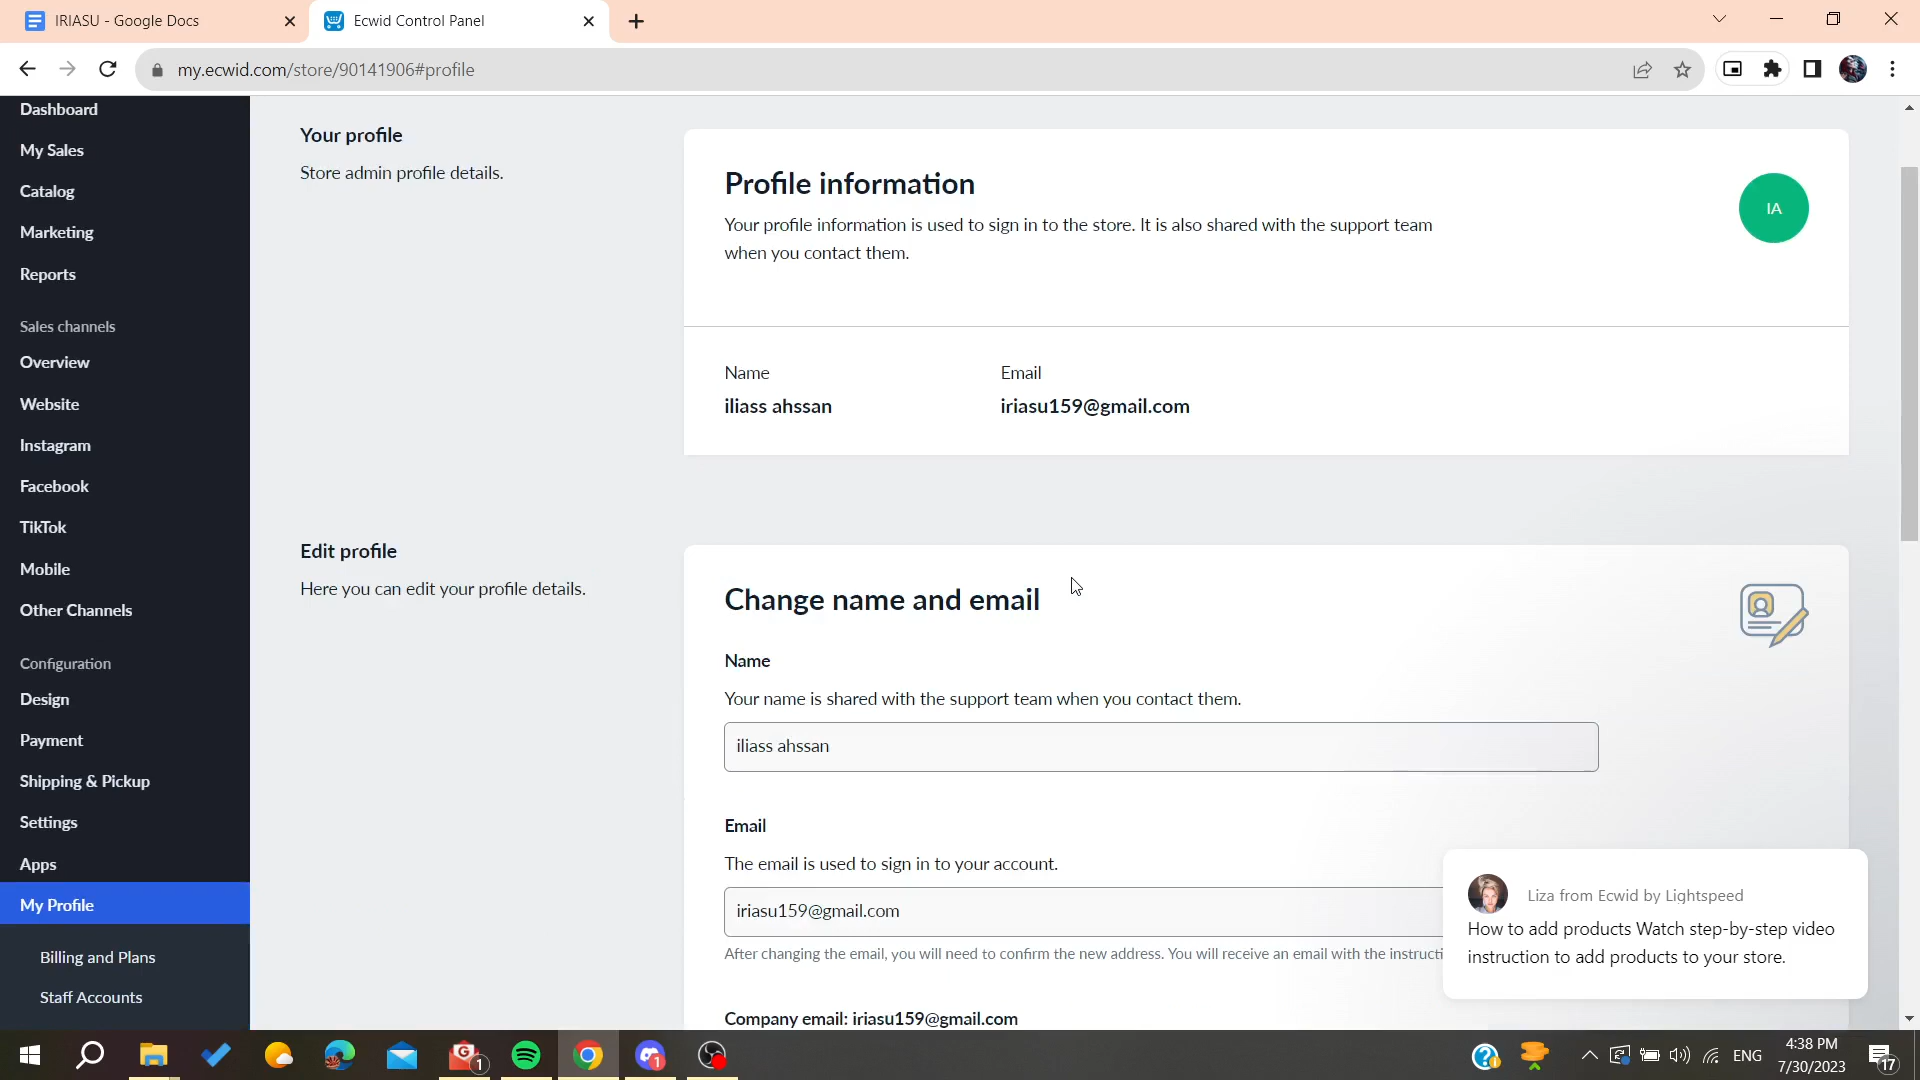 IRIASU - Google Docs
Ecwid Control Panel
my.ecwid.com/store/90141906#profile
Dashboard
My Sales
Catalog
Marketing
Reports
Sales channels
Overview
Website
Instagram
Facebook
TikTok
Mobile
Other Channels
Configuration
Design
Payment
Shipping & Pickup
Settings
Apps
My Profile
Billing and Plans
Staff Accounts
Your profile
Store admin profile details.
Profile information
Your profile information is used to sign in to the store. It is also shared with the support team
when you contact them.
IA
Name
Email
iliass ahssan
iriasu159@gmail.com
Edit profile
Here you can edit your profile details.
Change name and email
Name
Your name is shared with the support team when you contact them.
iliass ahssan
Email
The email is used to sign in to your account.
iriasu159@gmail.com
After changing the email, you will need to confirm the new address. You will receive an email with the instructi
Company email: iriasu159@gmail.com
Liza from Ecwid by Lightspeed
How to add products Watch step-by-step video
instruction to add products to your store.
1
1
ENG
4:38 PM
7/30/2023
17